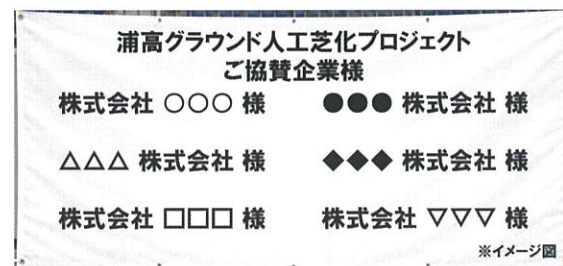 浦高グラウンド人工芝化プロジェクト
ご協賛企業様
株式会社 ○○○ 様　●●● 株式会社 様
△△△ 株式会社 様　◆◆◆ 株式会社 様
株式会社 □□□ 様　株式会社 ▽▽▽ 様
※イメージ図